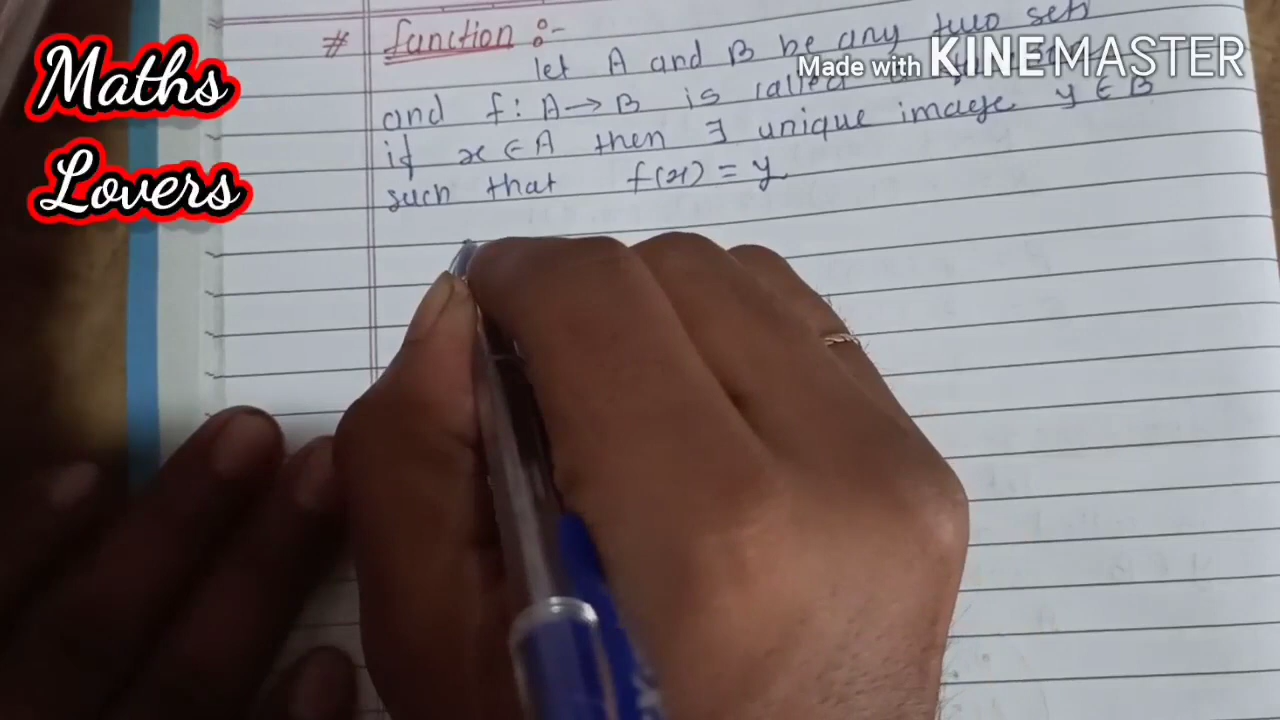 Maths
Lovers
Made with KINEMASTER
# function :-
let A and B be any two sets
and f: A → B is called
if x ∈ A then ∃ unique image y ∈ B
such that f(x) = y